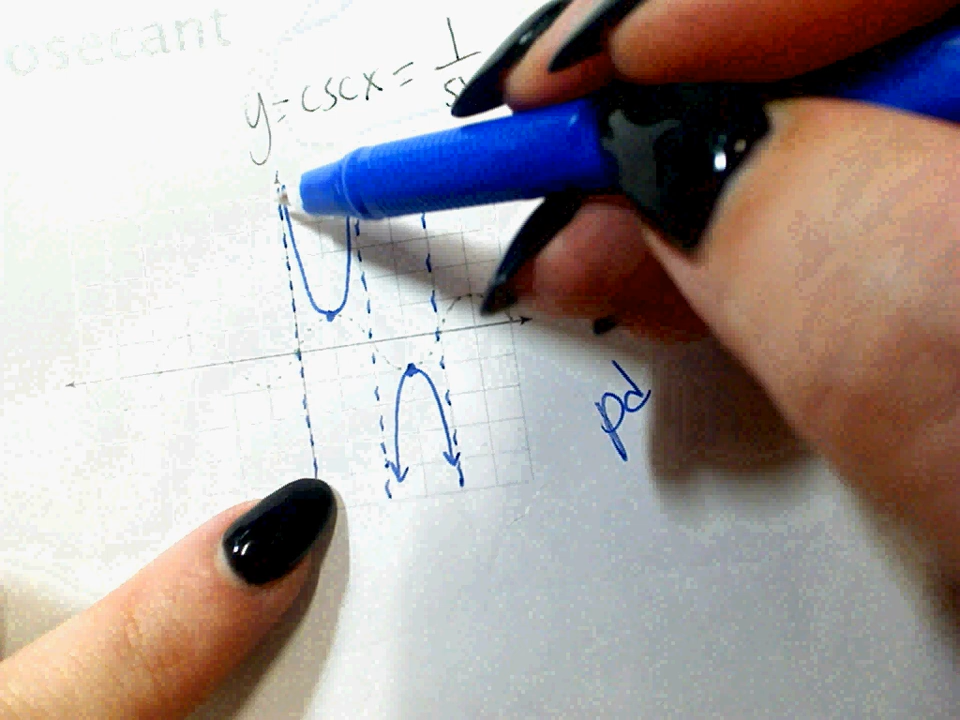 osecant
y = cscx = 1
pd